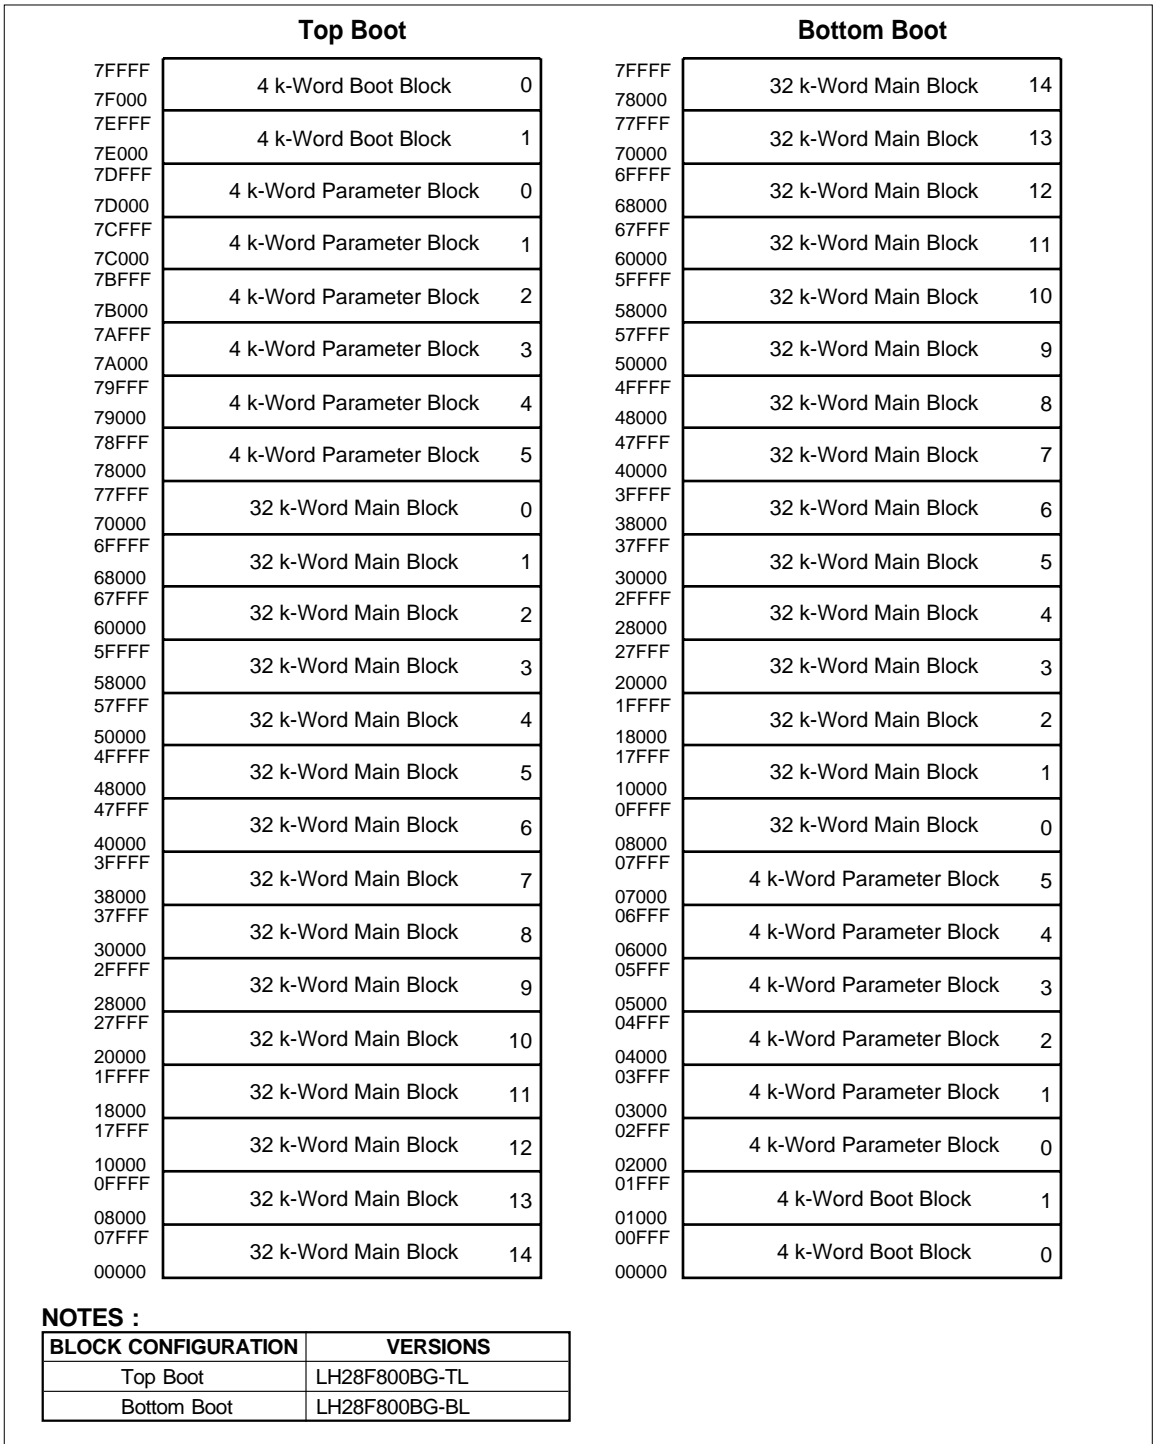 Top Boot
7FFFF
4 k-Word Boot Block 0
7F000
7EFFF
4 k-Word Boot Block 1
7E000
7DFFF
4 k-Word Parameter Block 0
7D000
7CFFF
4 k-Word Parameter Block 1
7C000
7BFFF
4 k-Word Parameter Block 2
7B000
7AFFF
4 k-Word Parameter Block 3
7A000
79FFF
4 k-Word Parameter Block 4
79000
78FFF
4 k-Word Parameter Block 5
78000
77FFF
32 k-Word Main Block 0
70000
6FFFF
32 k-Word Main Block 1
68000
67FFF
32 k-Word Main Block 2
60000
5FFFF
32 k-Word Main Block 3
58000
57FFF
32 k-Word Main Block 4
50000
4FFFF
32 k-Word Main Block 5
48000
47FFF
32 k-Word Main Block 6
40000
3FFFF
32 k-Word Main Block 7
38000
37FFF
32 k-Word Main Block 8
30000
2FFFF
32 k-Word Main Block 9
28000
27FFF
32 k-Word Main Block 10
20000
1FFFF
32 k-Word Main Block 11
18000
17FFF
32 k-Word Main Block 12
10000
0FFFF
32 k-Word Main Block 13
08000
07FFF
32 k-Word Main Block 14
00000
Bottom Boot
7FFFF
32 k-Word Main Block 14
78000
77FFF
32 k-Word Main Block 13
70000
6FFFF
32 k-Word Main Block 12
68000
67FFF
32 k-Word Main Block 11
60000
5FFFF
32 k-Word Main Block 10
58000
57FFF
32 k-Word Main Block 9
50000
4FFFF
32 k-Word Main Block 8
48000
47FFF
32 k-Word Main Block 7
40000
3FFFF
32 k-Word Main Block 6
38000
37FFF
32 k-Word Main Block 5
30000
2FFFF
32 k-Word Main Block 4
28000
27FFF
32 k-Word Main Block 3
20000
1FFFF
32 k-Word Main Block 2
18000
17FFF
32 k-Word Main Block 1
10000
0FFFF
32 k-Word Main Block 0
08000
07FFF
4 k-Word Parameter Block 5
07000
06FFF
4 k-Word Parameter Block 4
06000
05FFF
4 k-Word Parameter Block 3
05000
04FFF
4 k-Word Parameter Block 2
04000
03FFF
4 k-Word Parameter Block 1
03000
02FFF
4 k-Word Parameter Block 0
02000
01FFF
4 k-Word Boot Block 1
01000
00FFF
4 k-Word Boot Block 0
00000
NOTES :
BLOCK CONFIGURATION VERSIONS
Top Boot LH28F800BG-TL
Bottom Boot LH28F800BG-BL